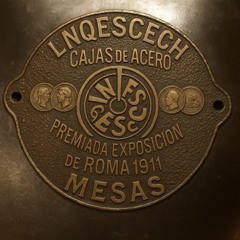 LNQESCECH
CAJAS DE ACERO
PREMIADA EXPOSICION
DE ROMA 1911
MESAS